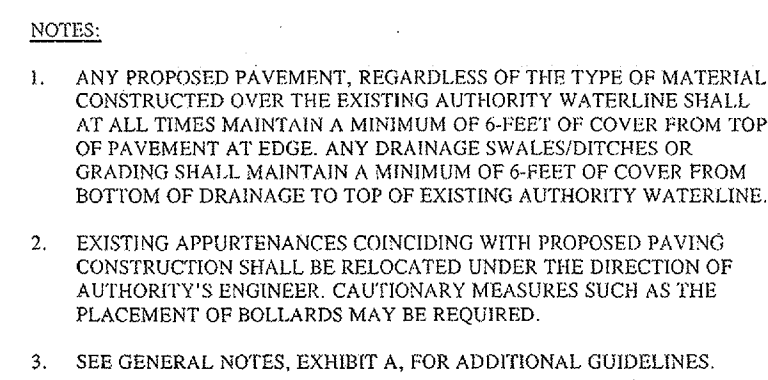 NOTES:
1. ANY PROPOSED PAVEMENT, REGARDLESS OF THE TYPE OF MATERIAL
CONSTRUCTED OVER THE EXISTING AUTHORITY WATERLINE SHALL
AT ALL TIMES MAINTAIN A MINIMUM OF 6-FEET OF COVER FROM TOP
OF PAVEMENT AT EDGE. ANY DRAINAGE SWALES/DITCHES OR
GRADING SHALL MAINTAIN A MINIMUM OF 6-FEET OF COVER FROM
BOTTOM OF DRAINAGE TO TOP OF EXISTING AUTHORITY WATERLINE.
2. EXISTING APPURTENANCES COINCIDING WITH PROPOSED PAVING
CONSTRUCTION SHALL BE RELOCATED UNDER THE DIRECTION OF
AUTHORITY'S ENGINEER. CAUTIONARY MEASURES SUCH AS THE
PLACEMENT OF BOLLARDS MAY BE REQUIRED.
3. SEE GENERAL NOTES, EXHIBIT A, FOR ADDITIONAL GUIDELINES.